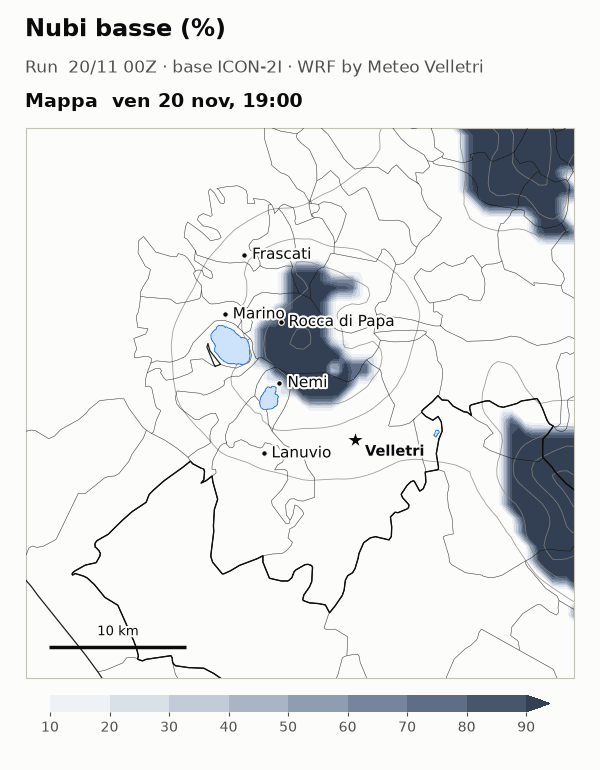 Nubi basse (%)
Run  20/11 00Z · base ICON-2I · WRF by Meteo Velletri
Mappa  ven 20 nov, 19:00
Frascati
Marino
Rocca di Papa
Nemi
Velletri
Lanuvio
10 km
10 20 30 40 50 60 70 80 90